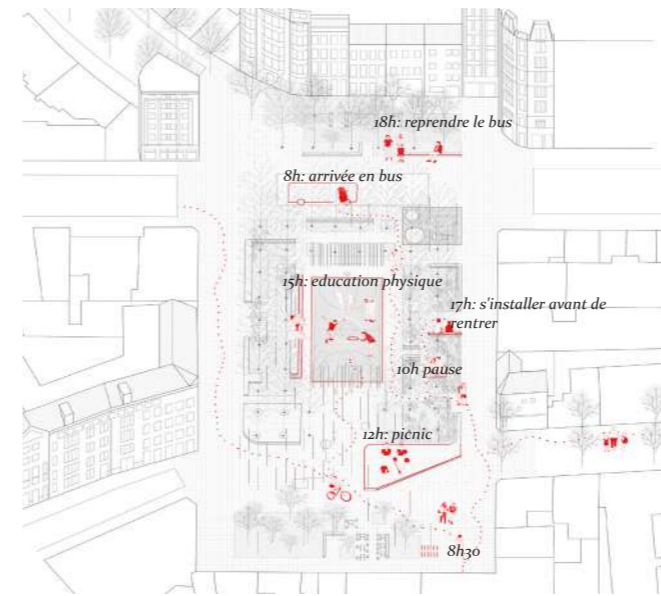 18h: reprendre le bus
8h: arrivée en bus
15h: education physique
17h: s'installer avant de
rentrer
10h pause
12h: picnic
8h30